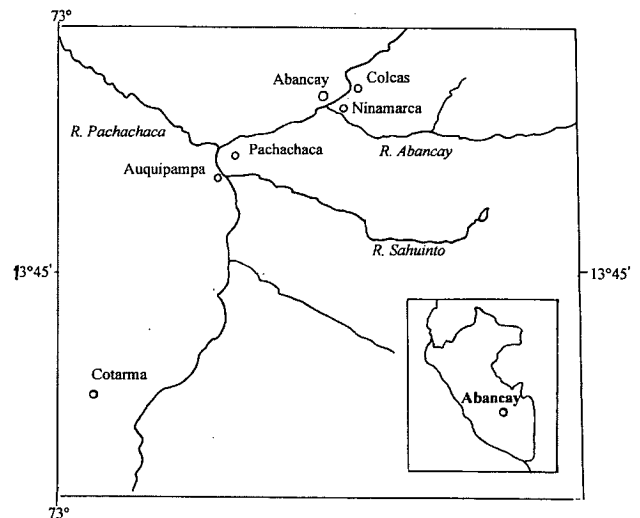 73°
Abancay
Colcas
Ninamarca
R. Pachachaca
R. Abancay
Pachachaca
Auquipampa
R. Sahuinto
13°45'
13°45'
Cotarma
Abancay
73°